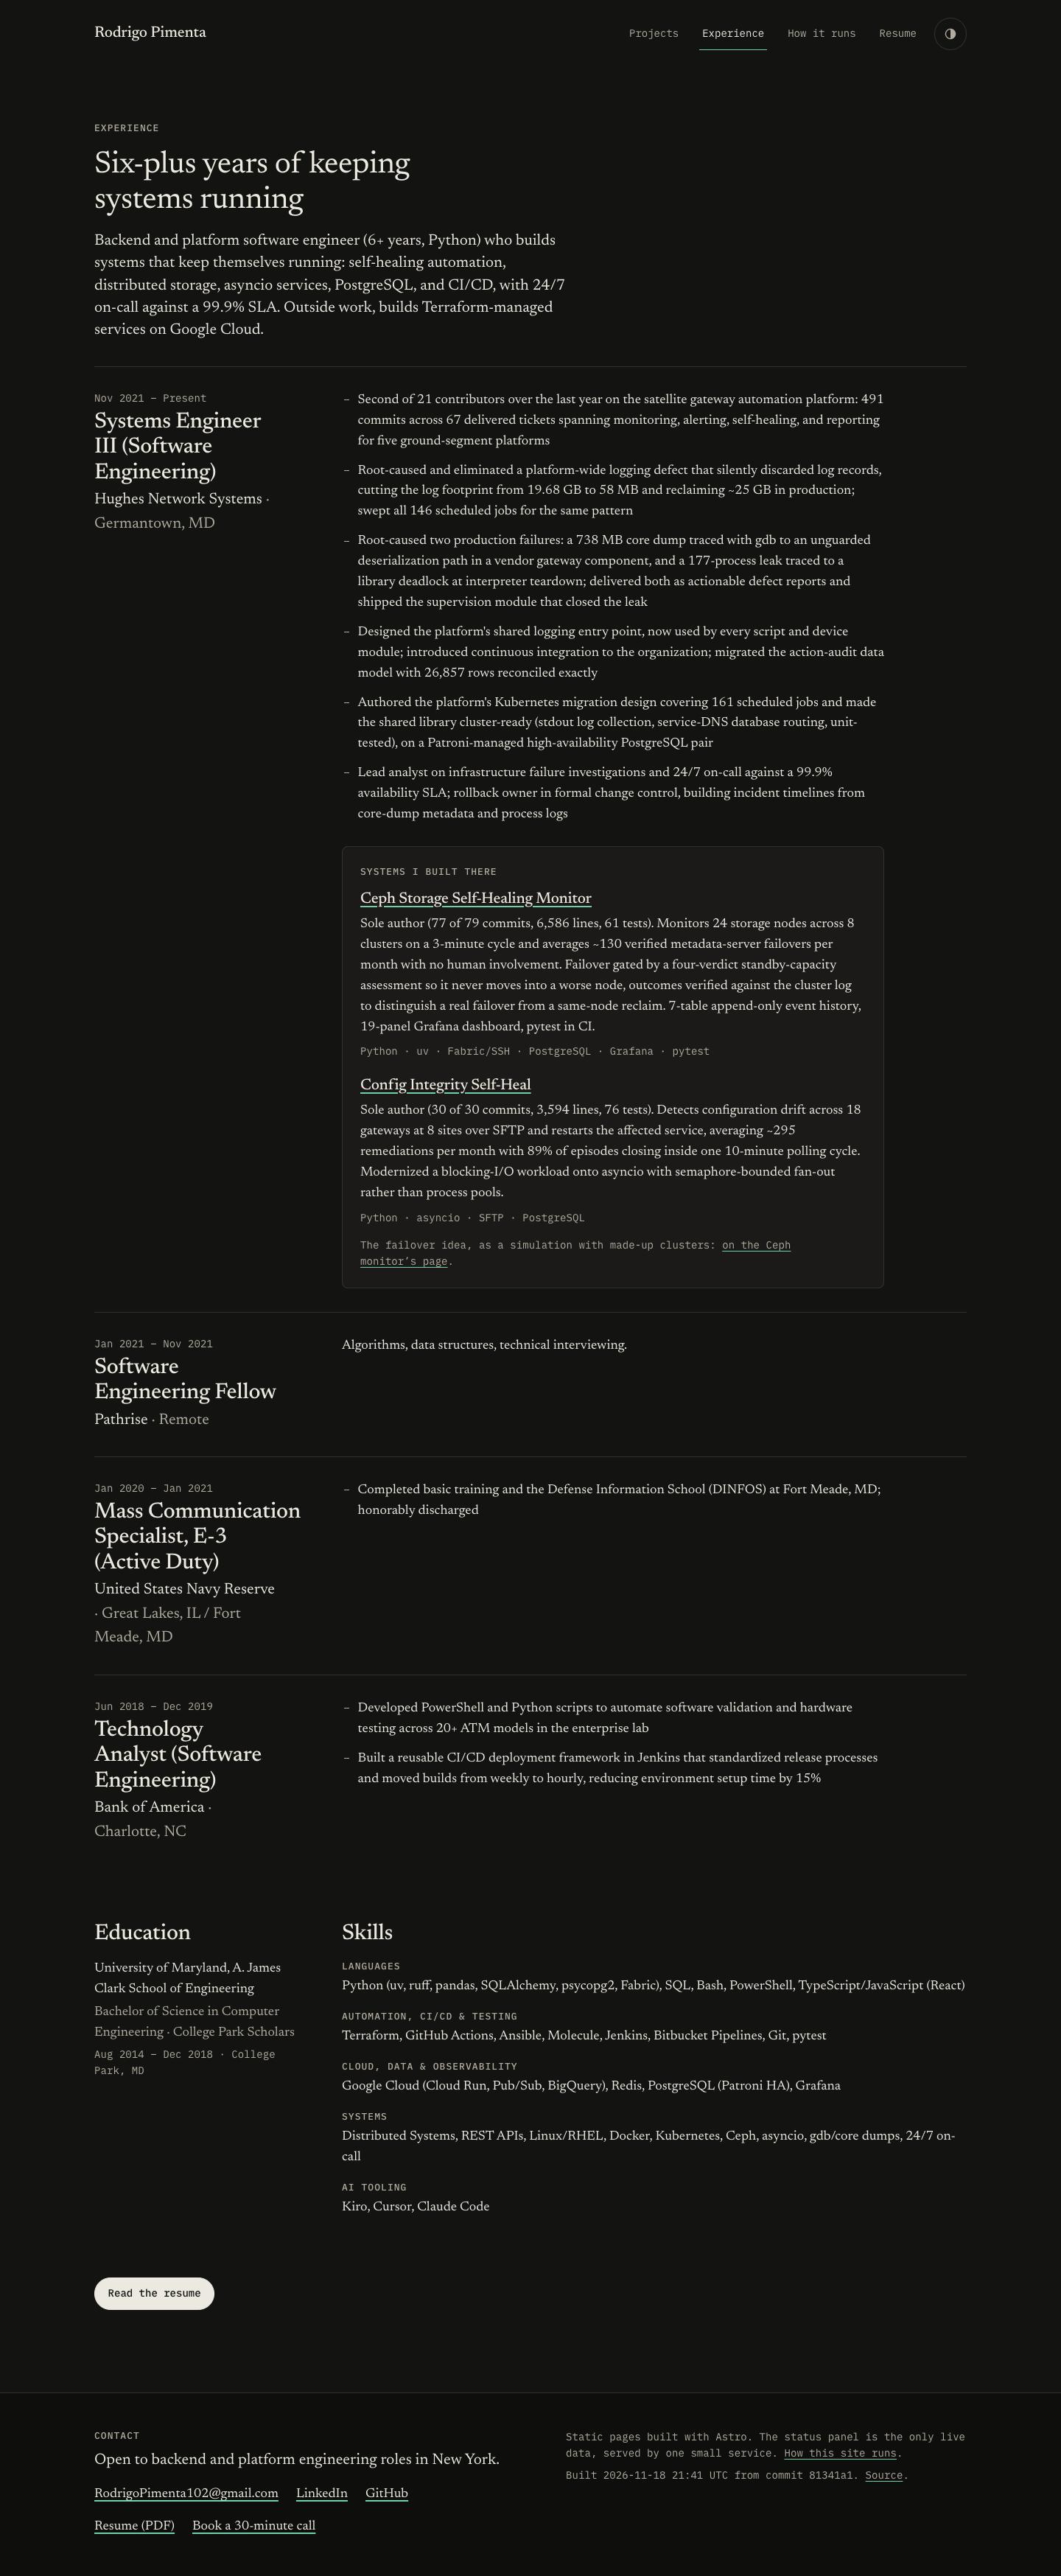 Rodrigo Pimenta
Projects
Experience
How it runs
Resume
EXPERIENCE
Six-plus years of keeping
systems running
Backend and platform software engineer (6+ years, Python) who builds
systems that keep themselves running: self-healing automation,
distributed storage, asyncio services, PostgreSQL, and CI/CD, with 24/7
on-call against a 99.9% SLA. Outside work, builds Terraform-managed
services on Google Cloud.
Nov 2021 – Present
Systems Engineer
III (Software
Engineering)
Hughes Network Systems ·
Germantown, MD
– Second of 21 contributors over the last year on the satellite gateway automation platform: 491
commits across 67 delivered tickets spanning monitoring, alerting, self-healing, and reporting
for five ground-segment platforms
– Root-caused and eliminated a platform-wide logging defect that silently discarded log records,
cutting the log footprint from 19.68 GB to 58 MB and reclaiming ~25 GB in production;
swept all 146 scheduled jobs for the same pattern
– Root-caused two production failures: a 738 MB core dump traced with gdb to an unguarded
deserialization path in a vendor gateway component, and a 177-process leak traced to a
library deadlock at interpreter teardown; delivered both as actionable defect reports and
shipped the supervision module that closed the leak
– Designed the platform's shared logging entry point, now used by every script and device
module; introduced continuous integration to the organization; migrated the action-audit data
model with 26,857 rows reconciled exactly
– Authored the platform's Kubernetes migration design covering 161 scheduled jobs and made
the shared library cluster-ready (stdout log collection, service-DNS database routing, unit-
tested), on a Patroni-managed high-availability PostgreSQL pair
– Lead analyst on infrastructure failure investigations and 24/7 on-call against a 99.9%
availability SLA; rollback owner in formal change control, building incident timelines from
core-dump metadata and process logs
SYSTEMS I BUILT THERE
Ceph Storage Self-Healing Monitor
Sole author (77 of 79 commits, 6,586 lines, 61 tests). Monitors 24 storage nodes across 8
clusters on a 3-minute cycle and averages ~130 verified metadata-server failovers per
month with no human involvement. Failover gated by a four-verdict standby-capacity
assessment so it never moves into a worse node, outcomes verified against the cluster log
to distinguish a real failover from a same-node reclaim. 7-table append-only event history,
19-panel Grafana dashboard, pytest in CI.
Python · uv · Fabric/SSH · PostgreSQL · Grafana · pytest
Config Integrity Self-Heal
Sole author (30 of 30 commits, 3,594 lines, 76 tests). Detects configuration drift across 18
gateways at 8 sites over SFTP and restarts the affected service, averaging ~295
remediations per month with 89% of episodes closing inside one 10-minute polling cycle.
Modernized a blocking-I/O workload onto asyncio with semaphore-bounded fan-out
rather than process pools.
Python · asyncio · SFTP · PostgreSQL
The failover idea, as a simulation with made-up clusters: on the Ceph
monitor's page.
Jan 2021 – Nov 2021
Software
Engineering Fellow
Pathrise · Remote
Algorithms, data structures, technical interviewing.
Jan 2020 – Jan 2021
Mass Communication
Specialist, E-3
(Active Duty)
United States Navy Reserve
· Great Lakes, IL / Fort
Meade, MD
– Completed basic training and the Defense Information School (DINFOS) at Fort Meade, MD;
honorably discharged
Jun 2018 – Dec 2019
Technology
Analyst (Software
Engineering)
Bank of America ·
Charlotte, NC
– Developed PowerShell and Python scripts to automate software validation and hardware
testing across 20+ ATM models in the enterprise lab
– Built a reusable CI/CD deployment framework in Jenkins that standardized release processes
and moved builds from weekly to hourly, reducing environment setup time by 15%
Education
University of Maryland, A. James
Clark School of Engineering
Bachelor of Science in Computer
Engineering · College Park Scholars
Aug 2014 – Dec 2018 · College
Park, MD
Skills
LANGUAGES
Python (uv, ruff, pandas, SQLAlchemy, psycopg2, Fabric), SQL, Bash, PowerShell, TypeScript/JavaScript (React)
AUTOMATION, CI/CD & TESTING
Terraform, GitHub Actions, Ansible, Molecule, Jenkins, Bitbucket Pipelines, Git, pytest
CLOUD, DATA & OBSERVABILITY
Google Cloud (Cloud Run, Pub/Sub, BigQuery), Redis, PostgreSQL (Patroni HA), Grafana
SYSTEMS
Distributed Systems, REST APIs, Linux/RHEL, Docker, Kubernetes, Ceph, asyncio, gdb/core dumps, 24/7 on-
call
AI TOOLING
Kiro, Cursor, Claude Code
Read the resume
CONTACT
Open to backend and platform engineering roles in New York.
RodrigoPimenta102@gmail.com
LinkedIn
GitHub
Resume (PDF)
Book a 30-minute call
Static pages built with Astro. The status panel is the only live
data, served by one small service. How this site runs.
Built 2026-11-18 21:41 UTC from commit 81341a1. Source.